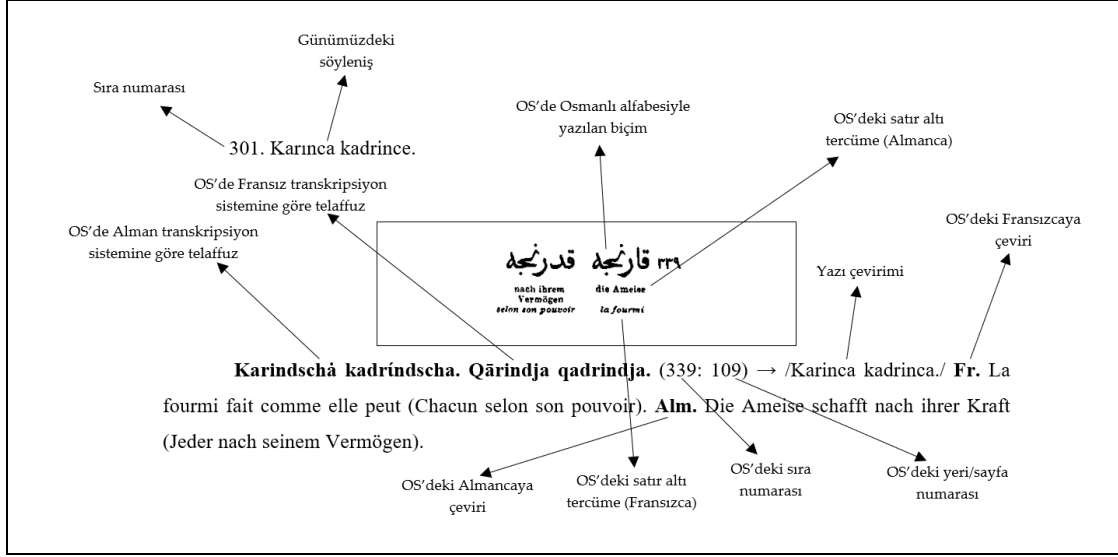 Günümüzdeki
söyleniş
Sıra numarası
OS'de Osmanlı alfabesiyle
yazılan biçim
OS'deki satır altı
tercüme (Almanca)
301. Karınca kadrince.
OS'de Fransız transkripsiyon
sistemine göre telaffuz
OS'de Alman transkripsiyon
sistemine göre telaffuz
OS'deki Fransızcaya
çeviri
Yazı çevirimi
٣٣٩ قارنجه قدرنجه
nach ihrem
Vermögen
selon son pouvoir
die Ameise
la fourmi
Karindschȧ kadríndscha. Qārindja qadrindja. (339: 109) → /Karinca kadrinca./ Fr. La
fourmi fait comme elle peut (Chacun selon son pouvoir). Alm. Die Ameise schafft nach ihrer Kraft
(Jeder nach seinem Vermögen).
OS'deki Almancaya
çeviri
OS'deki satır altı
tercüme (Fransızca)
OS'deki sıra
numarası
OS'deki yeri/sayfa
numarası